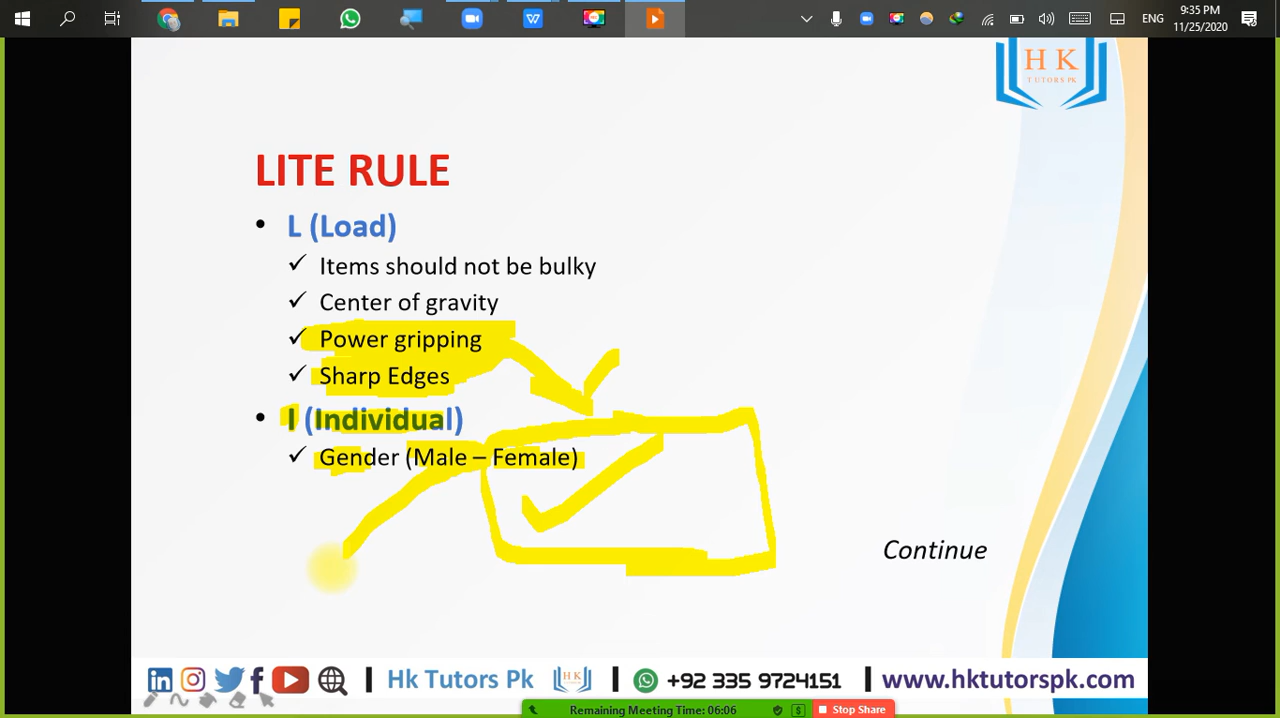 ENG
9:35 PM
11/25/2020
H K
TUTORS PK
LITE RULE
• L (Load)
✓ Items should not be bulky
✓ Center of gravity
✓ Power gripping
✓ Sharp Edges
• I (Individual)
✓ Gender (Male – Female)
Continue
in f | Hk Tutors Pk HK | +92 335 9724151 | www.hktutorspk.com
Remaining Meeting Time: 06:06 Stop Share